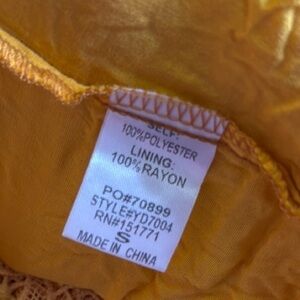 SELF:
100%POLYESTER
LINING:
100%RAYON
PO#70899
STYLE#YD7004
RN#151771
S
MADE IN CHINA